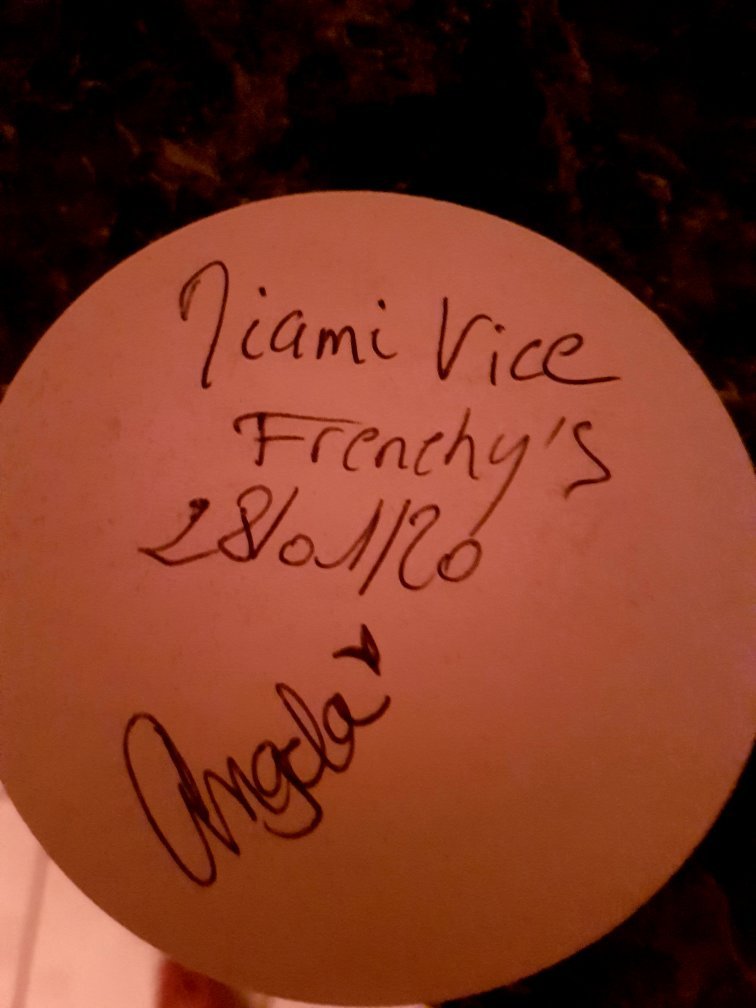 Miami Vice
Frenchy's
28/01/20
Angela